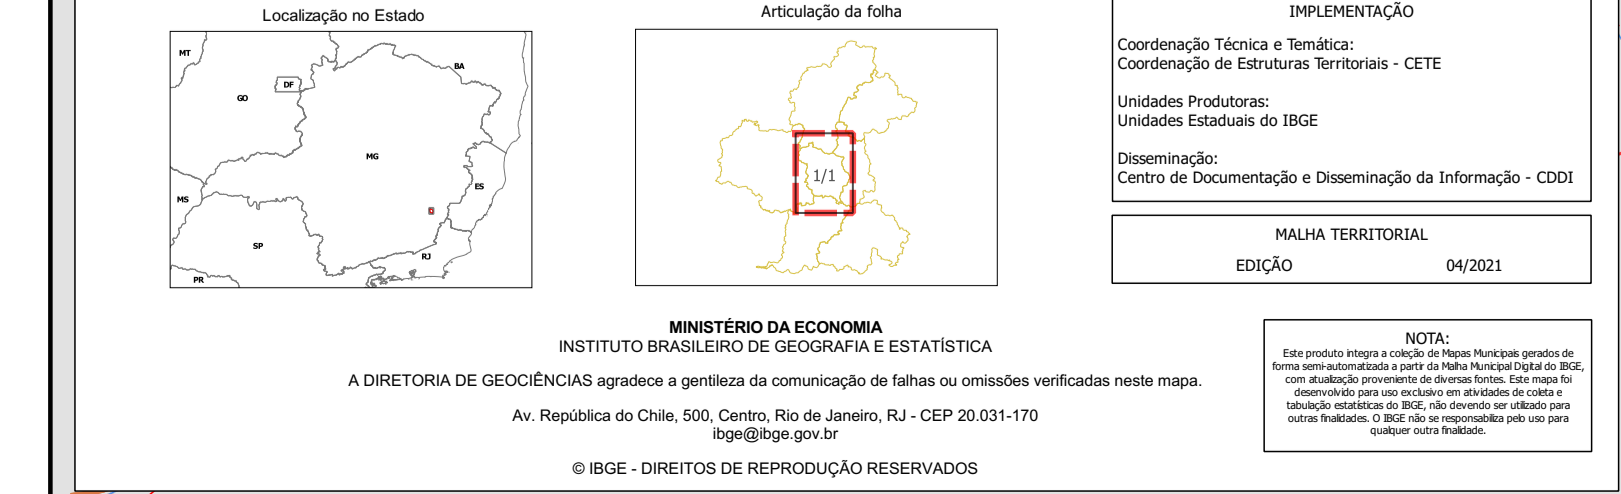 Localização no Estado
MT
BA
DF
GO
MG
ES
MS
SP
RJ
PR
Articulação da folha
1/1
IMPLEMENTAÇÃO
Coordenação Técnica e Temática:
Coordenação de Estruturas Territoriais - CETE
Unidades Produtoras:
Unidades Estaduais do IBGE
Disseminação:
Centro de Documentação e Disseminação da Informação - CDDI
MALHA TERRITORIAL
EDIÇÃO 04/2021
MINISTÉRIO DA ECONOMIA
INSTITUTO BRASILEIRO DE GEOGRAFIA E ESTATÍSTICA
A DIRETORIA DE GEOCIÊNCIAS agradece a gentileza da comunicação de falhas ou omissões verificadas neste mapa.
Av. República do Chile, 500, Centro, Rio de Janeiro, RJ - CEP 20.031-170
ibge@ibge.gov.br
© IBGE - DIREITOS DE REPRODUÇÃO RESERVADOS
NOTA:
Este produto integra a coleção de Mapas Municipais gerados de
forma semi-automatizada a partir da Malha Municipal Digital do IBGE,
com atualização proveniente de diversas fontes. Este mapa foi
desenvolvido para uso exclusivo em atividades de coleta e
tabulação estatísticas do IBGE, não devendo ser utilizado para
outras finalidades. O IBGE não se responsabiliza pelo uso para
qualquer outra finalidade.